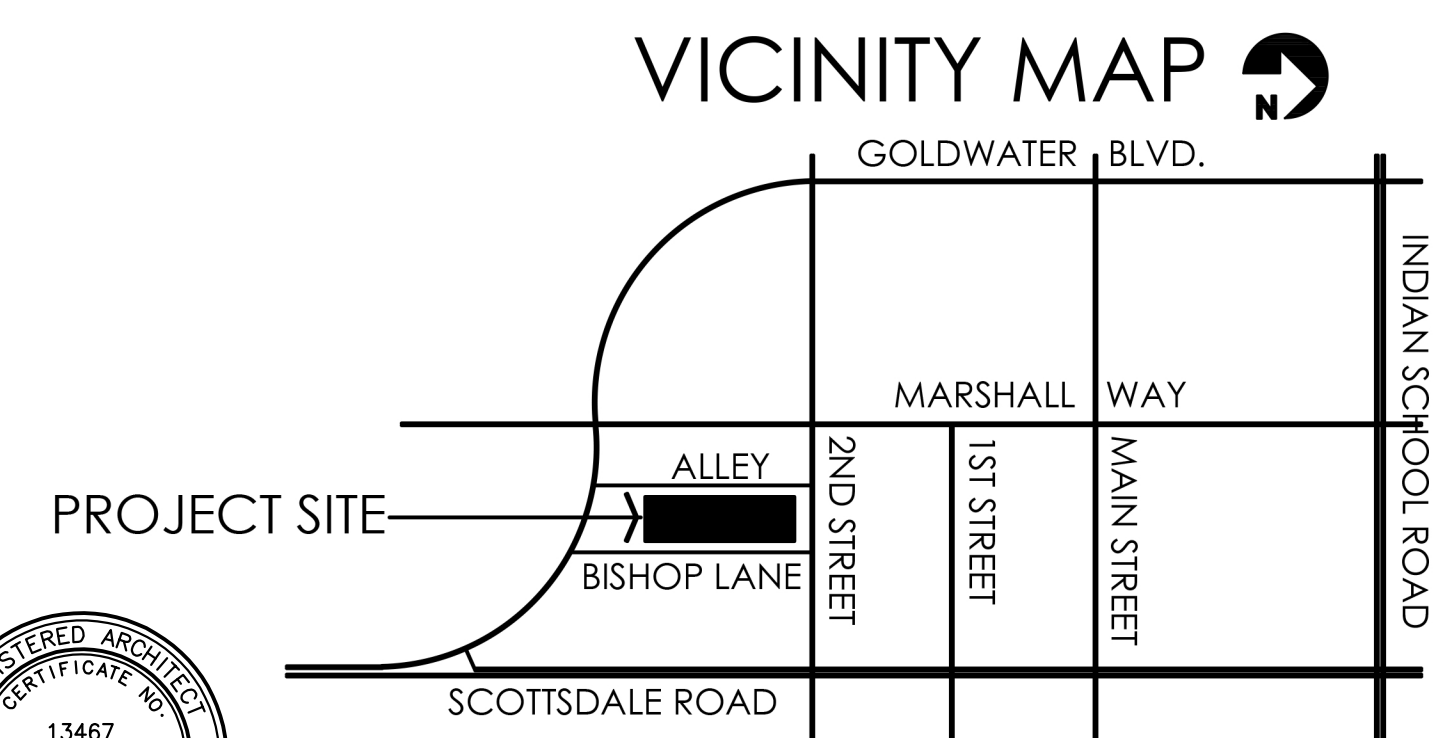 VICINITY MAP
N
GOLDWATER BLVD.
INDIAN SCHOOL ROAD
MARSHALL WAY
ALLEY
2ND STREET
1ST STREET
MAIN STREET
PROJECT SITE
BISHOP LANE
SCOTTSDALE ROAD
STERED ARCHITECT
CERTIFICATE NO.
13467